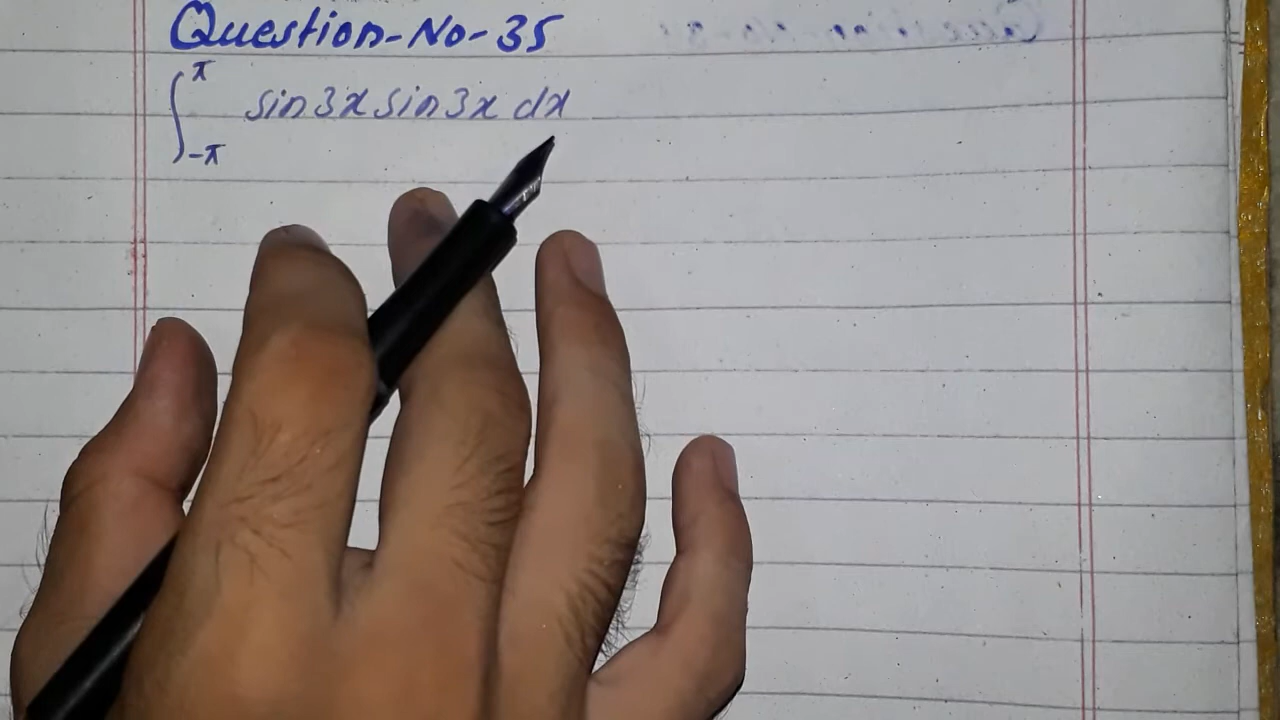 Question-No-35
∫_{-π}^{π} sin3x sin3x dx